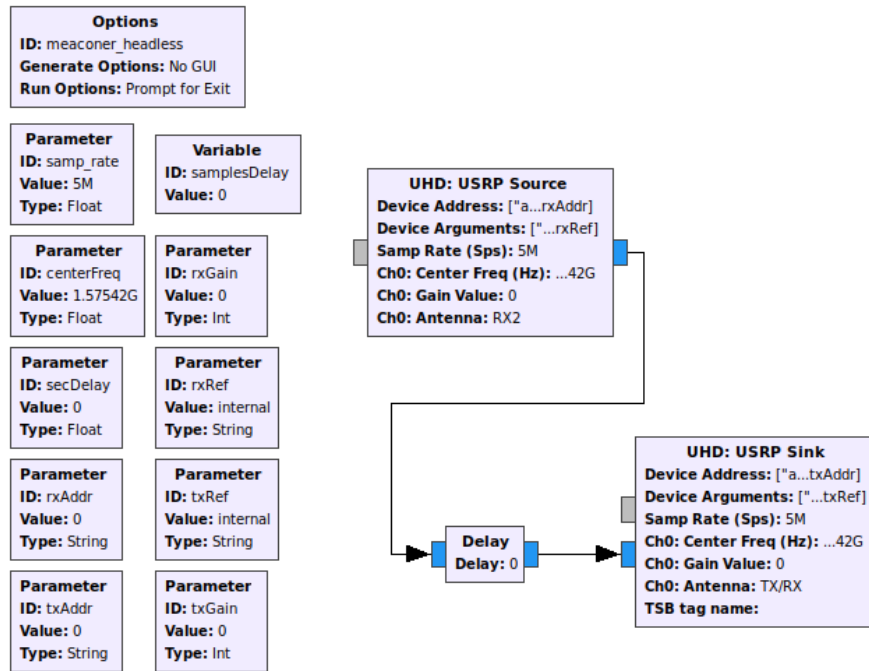 Options
ID: meaconer_headless
Generate Options: No GUI
Run Options: Prompt for Exit
Parameter
ID: samp_rate
Value: 5M
Type: Float
Variable
ID: samplesDelay
Value: 0
Parameter
ID: centerFreq
Value: 1.57542G
Type: Float
Parameter
ID: rxGain
Value: 0
Type: Int
Parameter
ID: secDelay
Value: 0
Type: Float
Parameter
ID: rxRef
Value: internal
Type: String
Parameter
ID: rxAddr
Value: 0
Type: String
Parameter
ID: txRef
Value: internal
Type: String
Parameter
ID: txAddr
Value: 0
Type: String
Parameter
ID: txGain
Value: 0
Type: Int
UHD: USRP Source
Device Address: ["a...rxAddr]
Device Arguments: ["...rxRef]
Samp Rate (Sps): 5M
Ch0: Center Freq (Hz): ...42G
Ch0: Gain Value: 0
Ch0: Antenna: RX2
Delay
Delay: 0
UHD: USRP Sink
Device Address: ["a...txAddr]
Device Arguments: ["...txRef]
Samp Rate (Sps): 5M
Ch0: Center Freq (Hz): ...42G
Ch0: Gain Value: 0
Ch0: Antenna: TX/RX
TSB tag name: